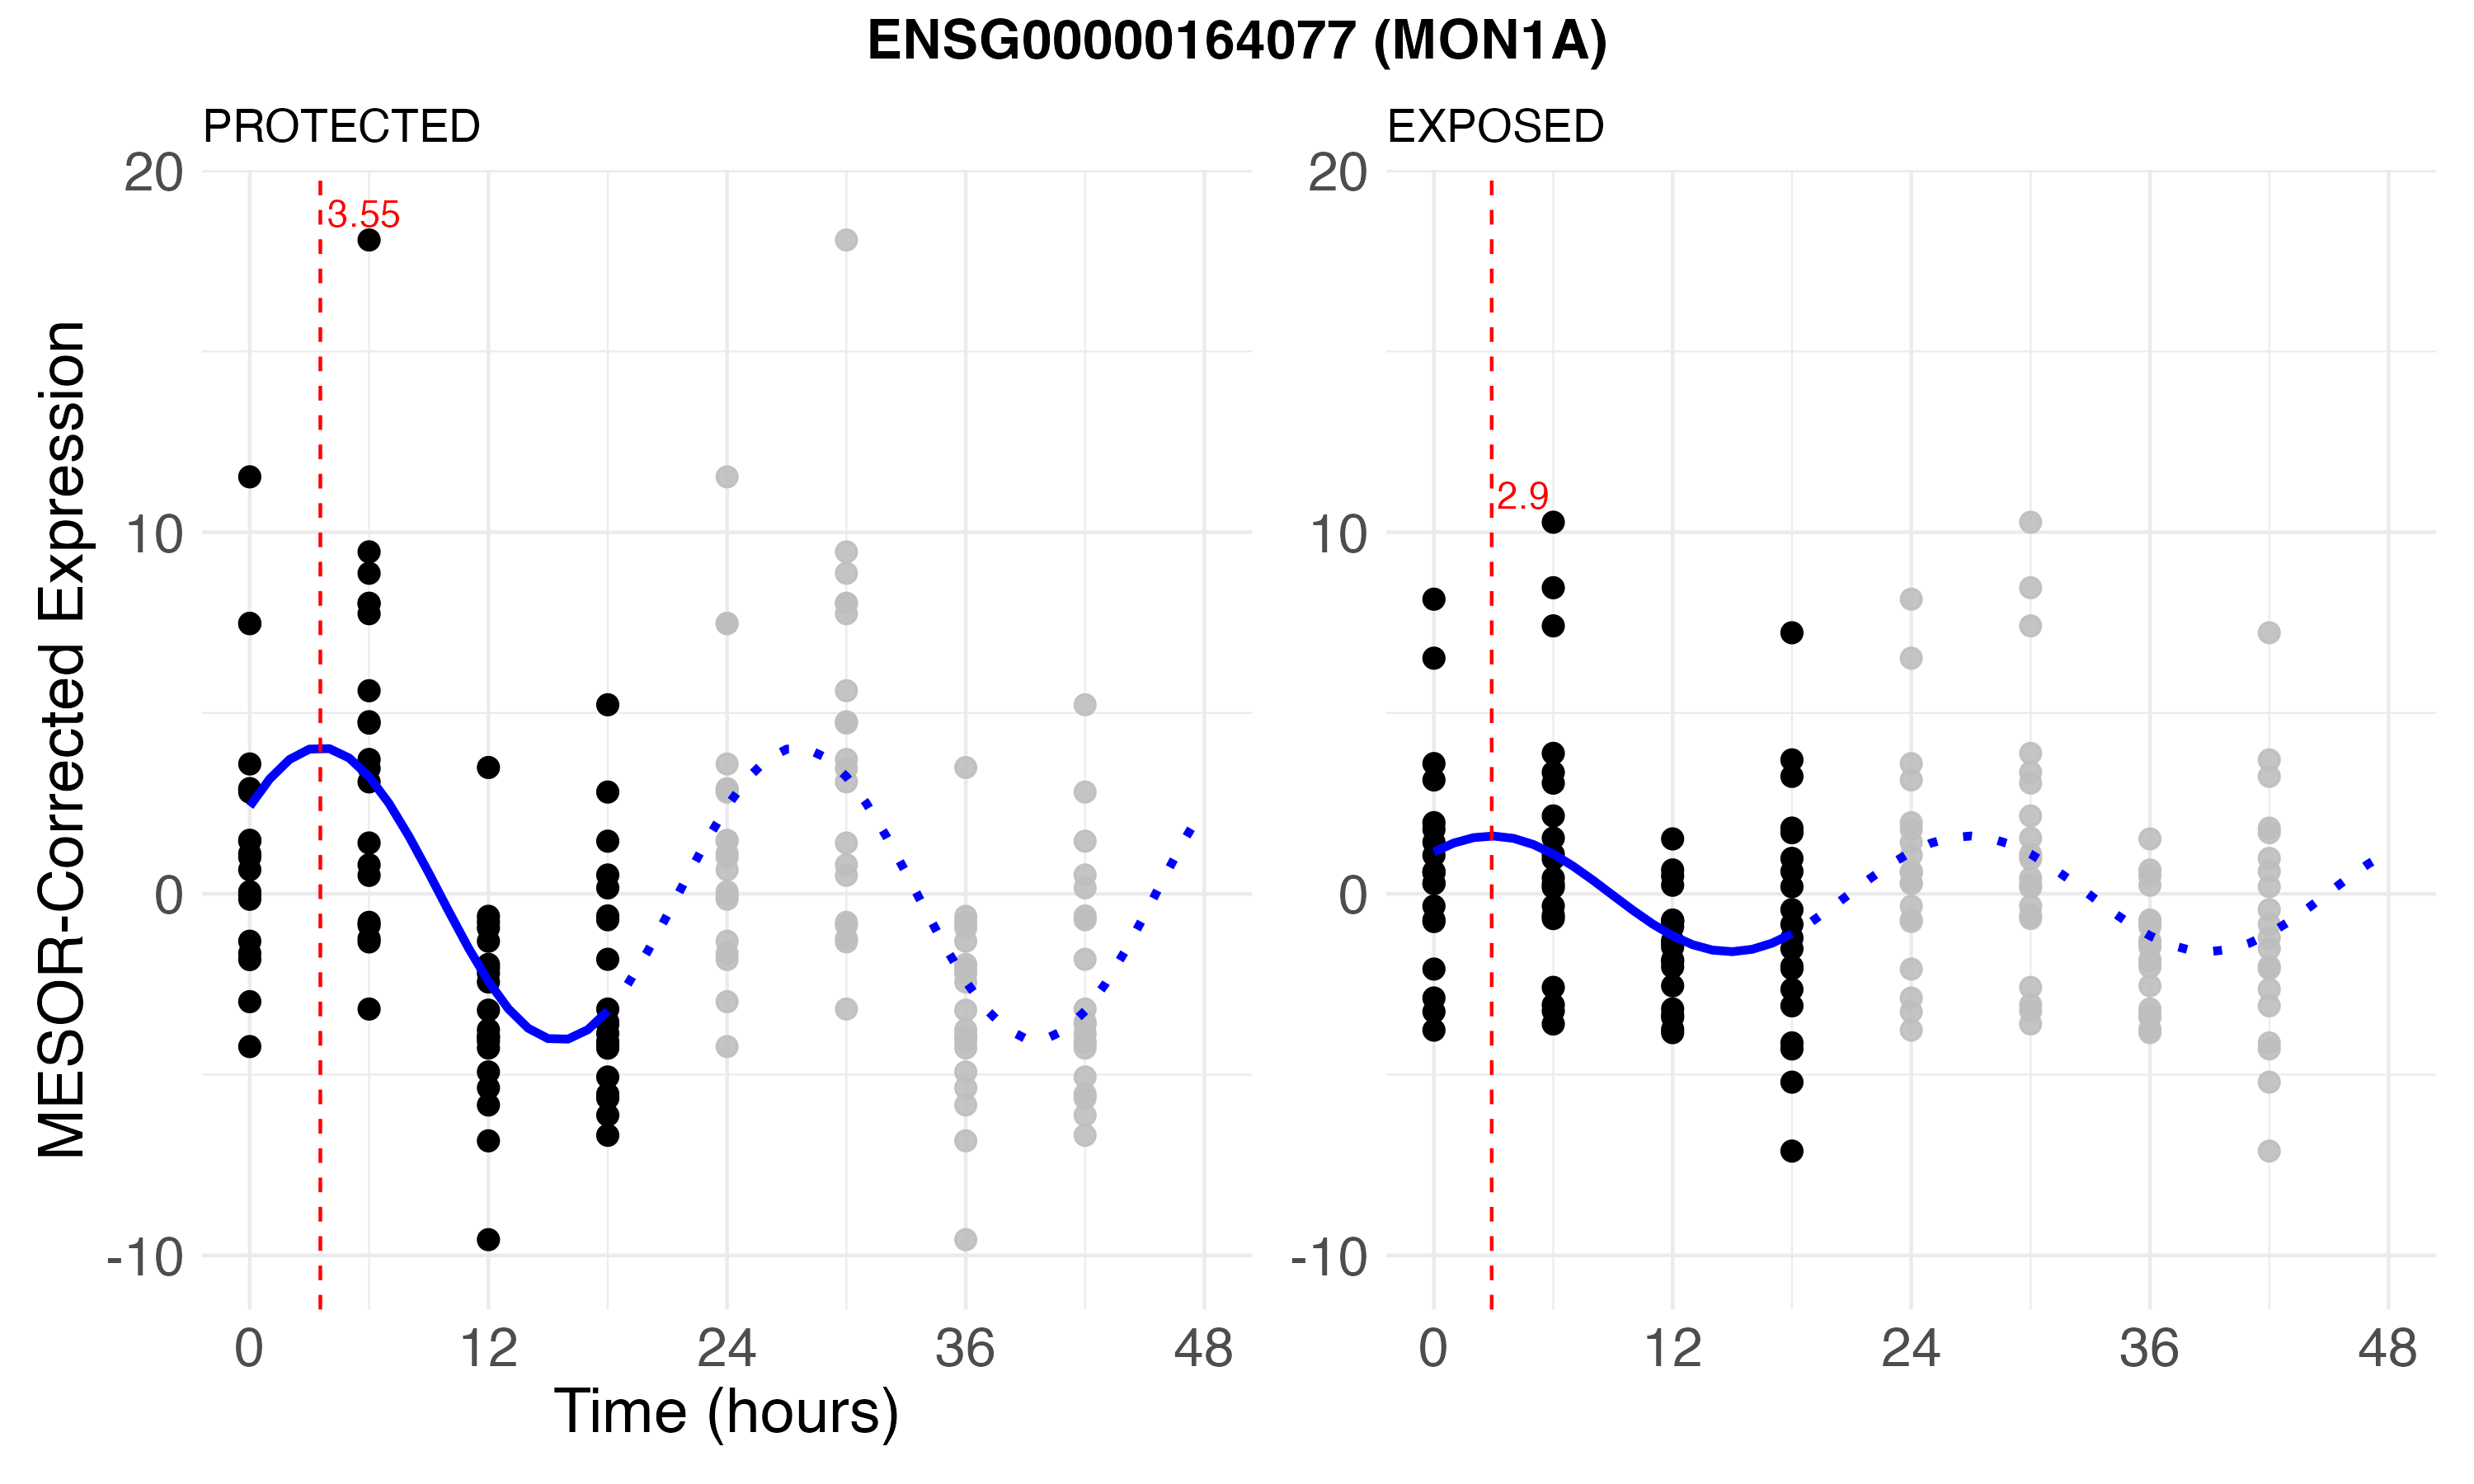 ENSG00000164077 (MON1A)
PROTECTED
EXPOSED
MESOR-Corrected Expression
20
10
0
-10
3.55
0 12 24 36 48
20
10
0
-10
2.9
0 12 24 36 48
Time (hours)